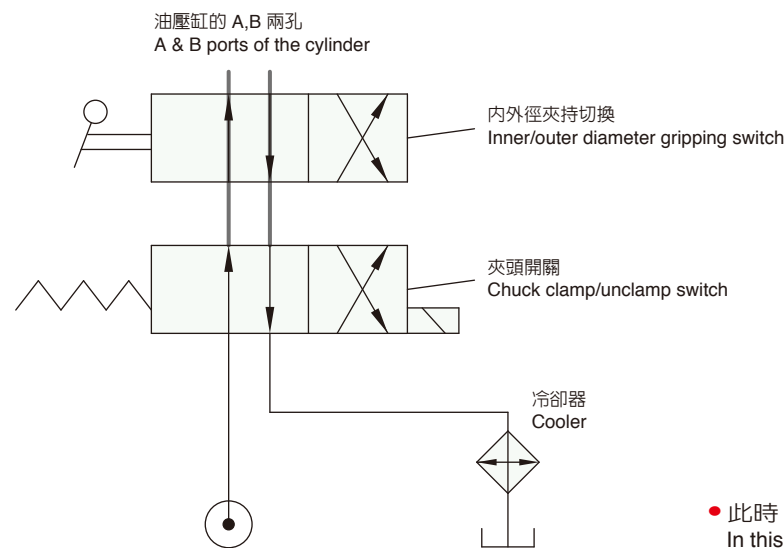 油壓缸的 A,B 兩孔
A & B ports of the cylinder
內外徑夾持切換
Inner/outer diameter gripping switch
夾頭開關
Chuck clamp/unclamp switch
冷卻器
Cooler
• 此時
In this